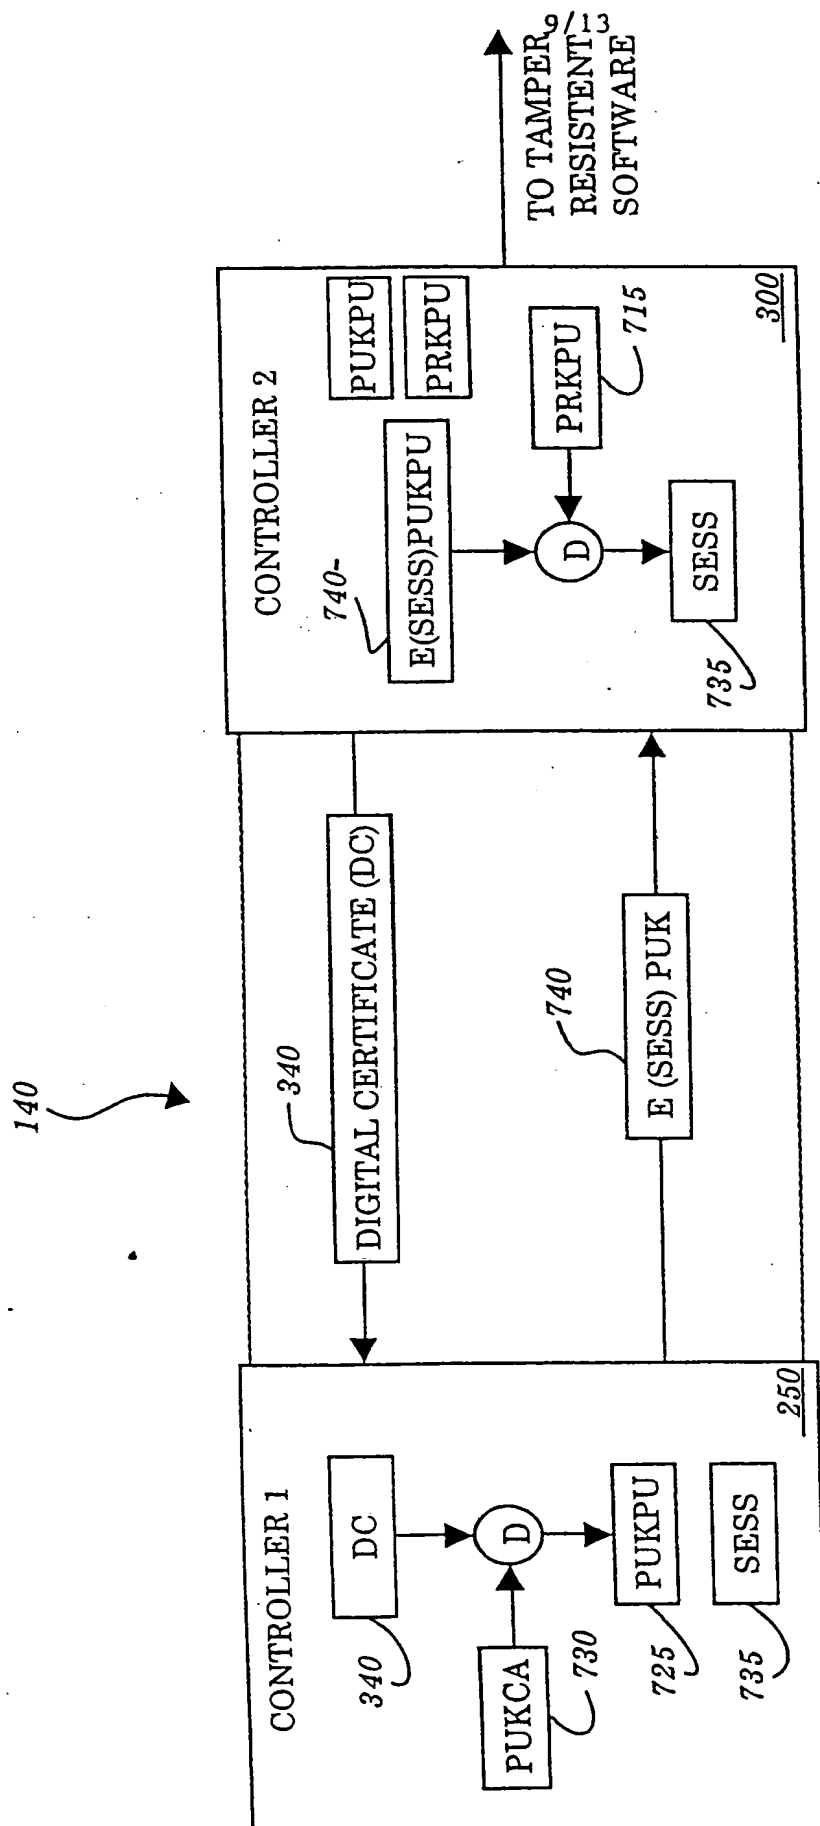 9/13
140
CONTROLLER 1
DC
340
D
PUKCA
730
PUKPU
725
SESS
735
250
340
DIGITAL CERTIFICATE (DC)
740
E (SESS) PUK
CONTROLLER 2
PUKPU
PRKPU
740-
E(SESS)PUKPU
D
PRKPU
715
SESS
735
300
TO TAMPER
RESISTENT
SOFTWARE